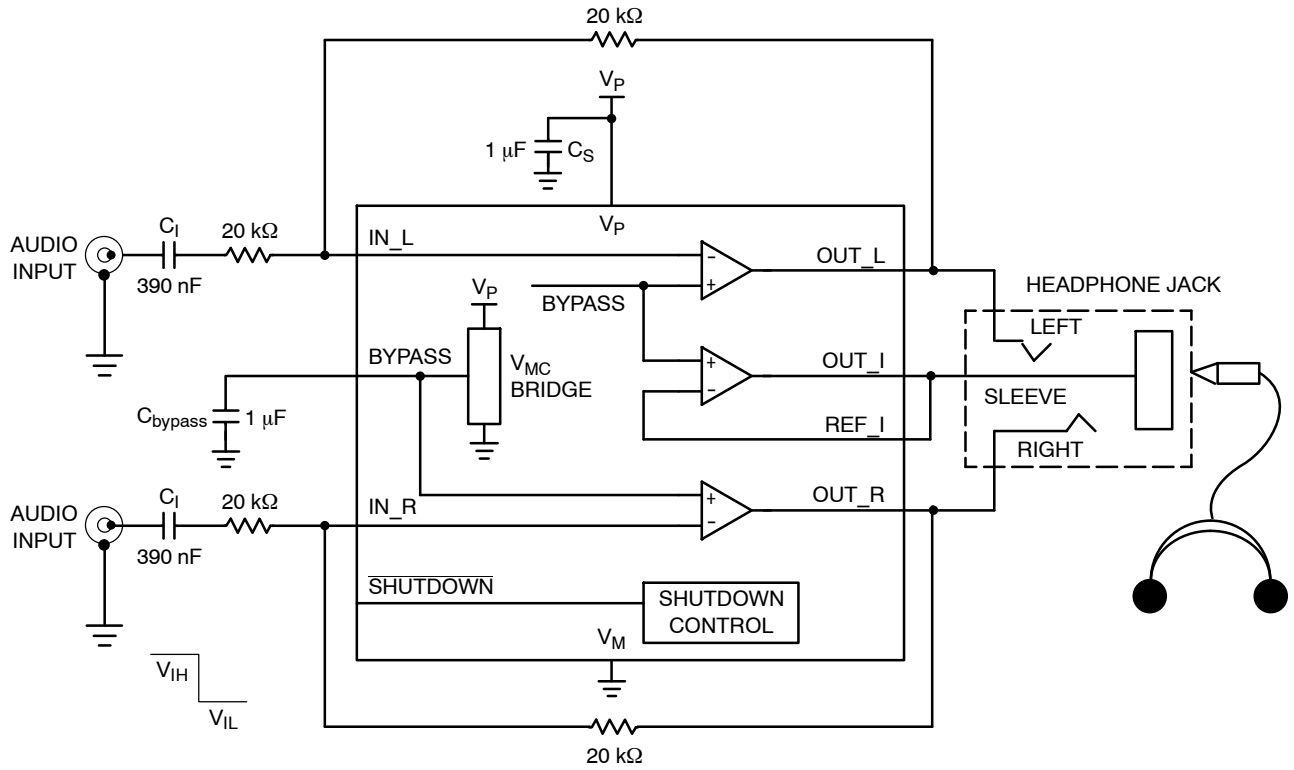 20 kΩ
VP
1 μF
CS
VP
CI
20 kΩ
AUDIO
INPUT
390 nF
IN_L
OUT_L
BYPASS
HEADPHONE JACK
LEFT
VP
BYPASS
VMC
BRIDGE
OUT_I
SLEEVE
Cbypass
1 μF
REF_I
RIGHT
CI
20 kΩ
AUDIO
INPUT
390 nF
IN_R
OUT_R
SHUTDOWN
SHUTDOWN
CONTROL
VM
VIH
VIL
20 kΩ